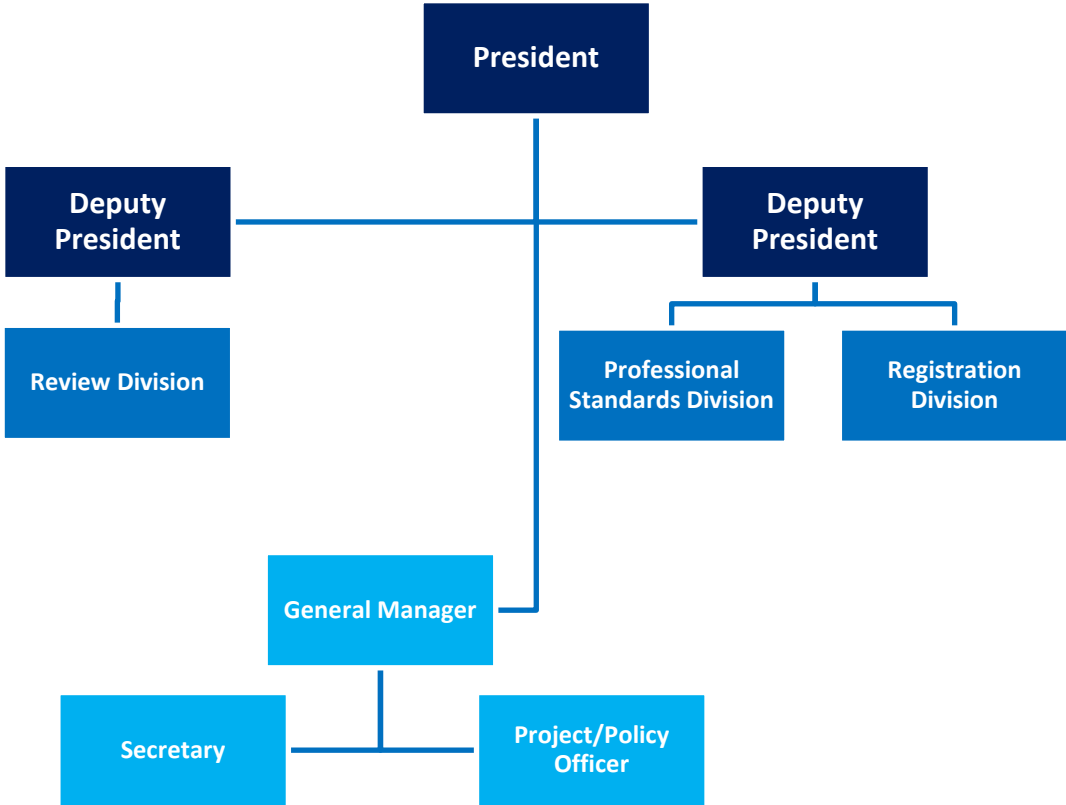 President
Deputy
President
Deputy
President
Review Division
Professional
Standards Division
Registration
Division
General Manager
Secretary
Project/Policy
Officer